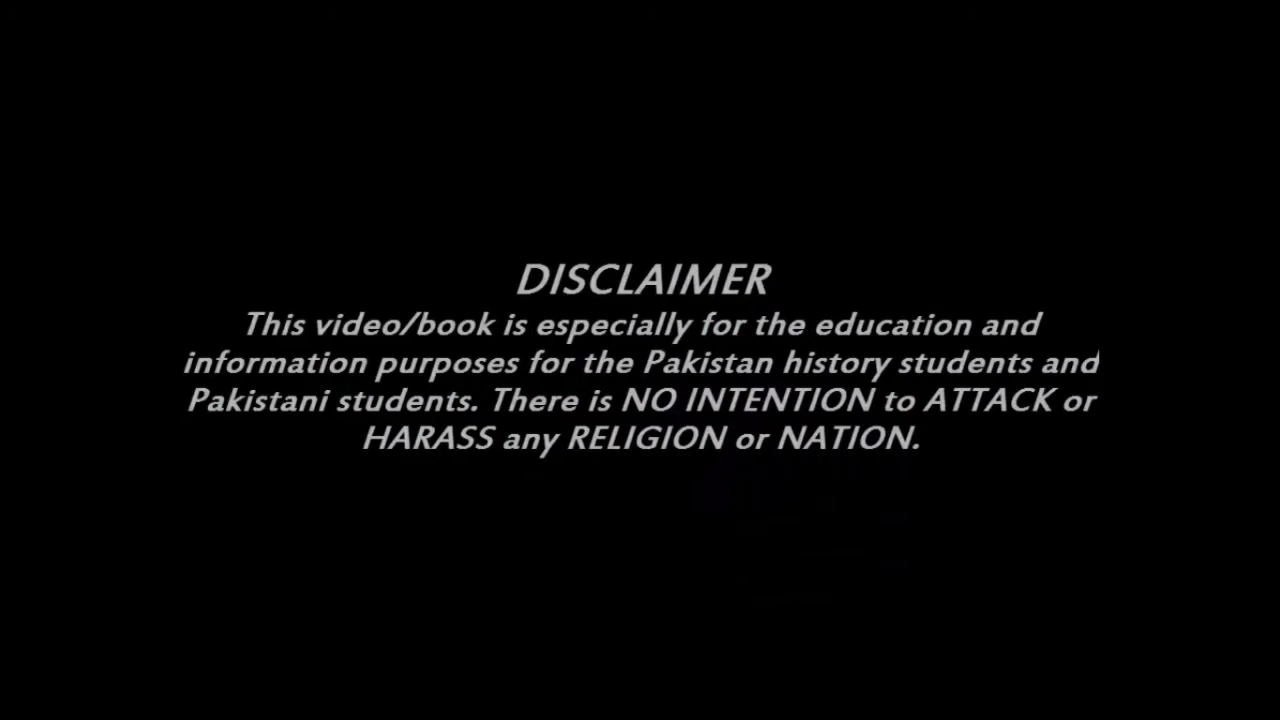 DISCLAIMER
This video/book is especially for the education and
information purposes for the Pakistan history students and
Pakistani students. There is NO INTENTION to ATTACK or
HARASS any RELIGION or NATION.